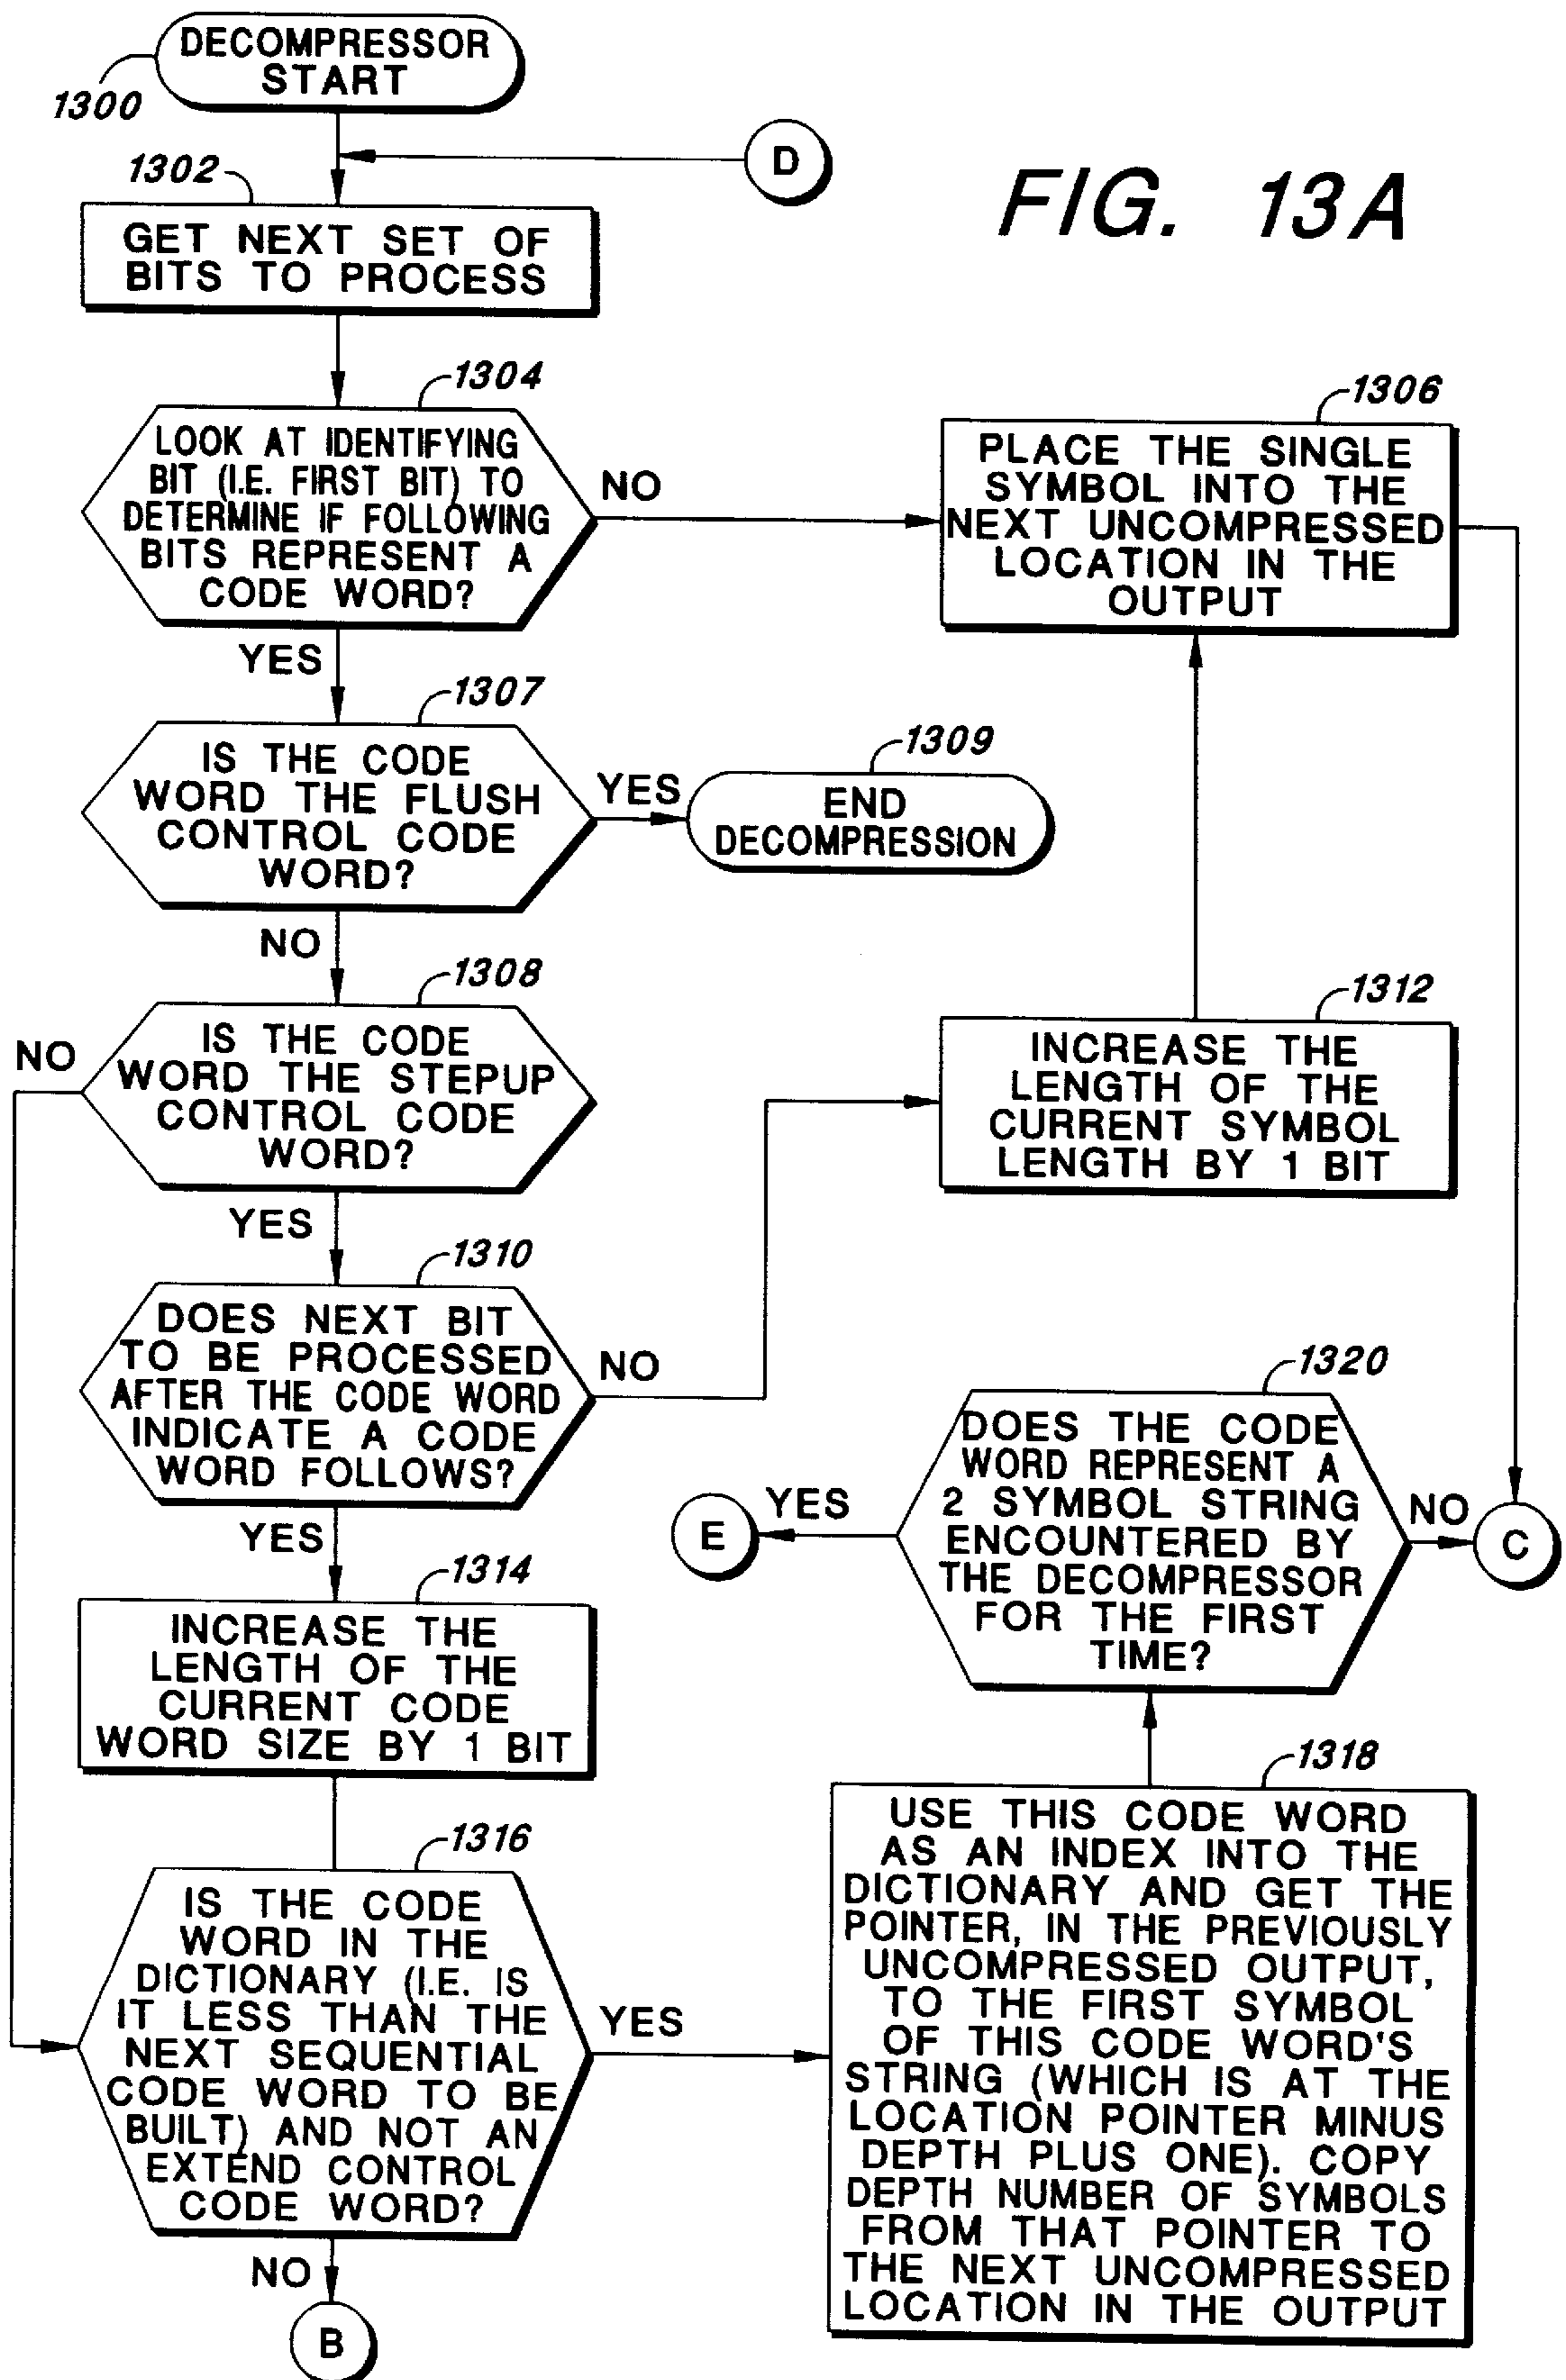 DECOMPRESSOR
START
1300
D
FIG. 13A
1302
GET NEXT SET OF
BITS TO PROCESS
1304
LOOK AT IDENTIFYING
BIT (I.E. FIRST BIT) TO
DETERMINE IF FOLLOWING
BITS REPRESENT A
CODE WORD?
NO
YES
1306
PLACE THE SINGLE
SYMBOL INTO THE
NEXT UNCOMPRESSED
LOCATION IN THE
OUTPUT
1307
IS THE CODE
WORD THE FLUSH
CONTROL CODE
WORD?
YES
NO
1309
END
DECOMPRESSION
1308
IS THE CODE
WORD THE STEPUP
CONTROL CODE
WORD?
NO
YES
1312
INCREASE THE
LENGTH OF THE
CURRENT SYMBOL
LENGTH BY 1 BIT
1310
DOES NEXT BIT
TO BE PROCESSED
AFTER THE CODE WORD
INDICATE A CODE
WORD FOLLOWS?
NO
YES
1320
DOES THE CODE
WORD REPRESENT A
2 SYMBOL STRING
ENCOUNTERED BY
THE DECOMPRESSOR
FOR THE FIRST
TIME?
YES
E
NO
C
1314
INCREASE THE
LENGTH OF THE
CURRENT CODE
WORD SIZE BY 1 BIT
1316
IS THE CODE
WORD IN THE
DICTIONARY (I.E. IS
IT LESS THAN THE
NEXT SEQUENTIAL
CODE WORD TO BE
BUILT) AND NOT AN
EXTEND CONTROL
CODE WORD?
YES
NO
B
1318
USE THIS CODE WORD
AS AN INDEX INTO THE
DICTIONARY AND GET THE
POINTER, IN THE PREVIOUSLY
UNCOMPRESSED OUTPUT,
TO THE FIRST SYMBOL
OF THIS CODE WORD'S
STRING (WHICH IS AT THE
LOCATION POINTER MINUS
DEPTH PLUS ONE). COPY
DEPTH NUMBER OF SYMBOLS
FROM THAT POINTER TO
THE NEXT UNCOMPRESSED
LOCATION IN THE OUTPUT